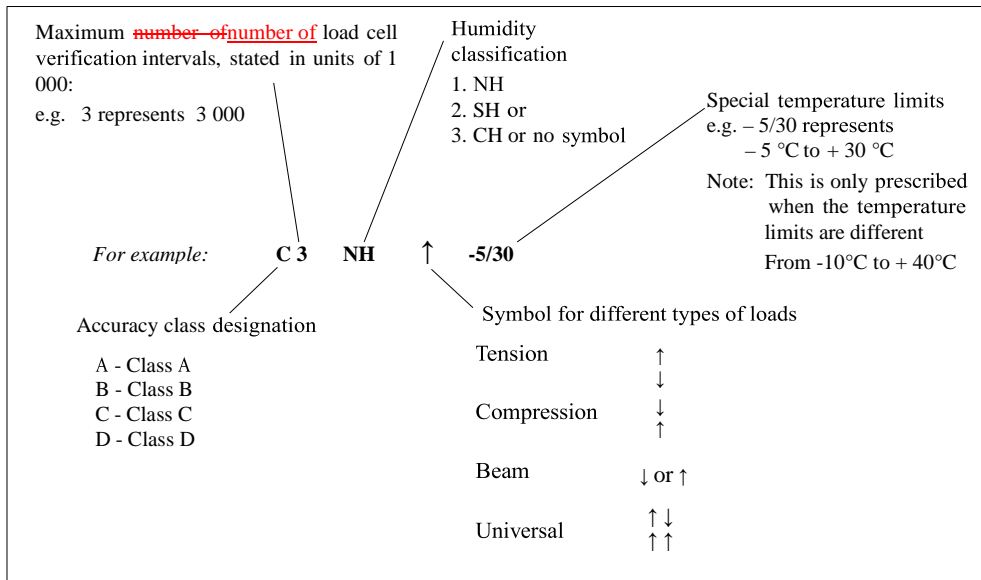 Maximum number ofnumber of load cell
verification intervals, stated in units of 1
000:
e.g. 3 represents 3 000
Humidity
classification
1. NH
2. SH or
3. CH or no symbol
Special temperature limits
e.g. – 5/30 represents
– 5 °C to + 30 °C
Note: This is only prescribed
when the temperature
limits are different
From -10°C to + 40°C
For example: C 3 NH ↑ -5/30
Accuracy class designation
A - Class A
B - Class B
C - Class C
D - Class D
Symbol for different types of loads
Tension ↑
↓
Compression ↓
↑
Beam ↓ or ↑
Universal ↑ ↓
↑ ↑